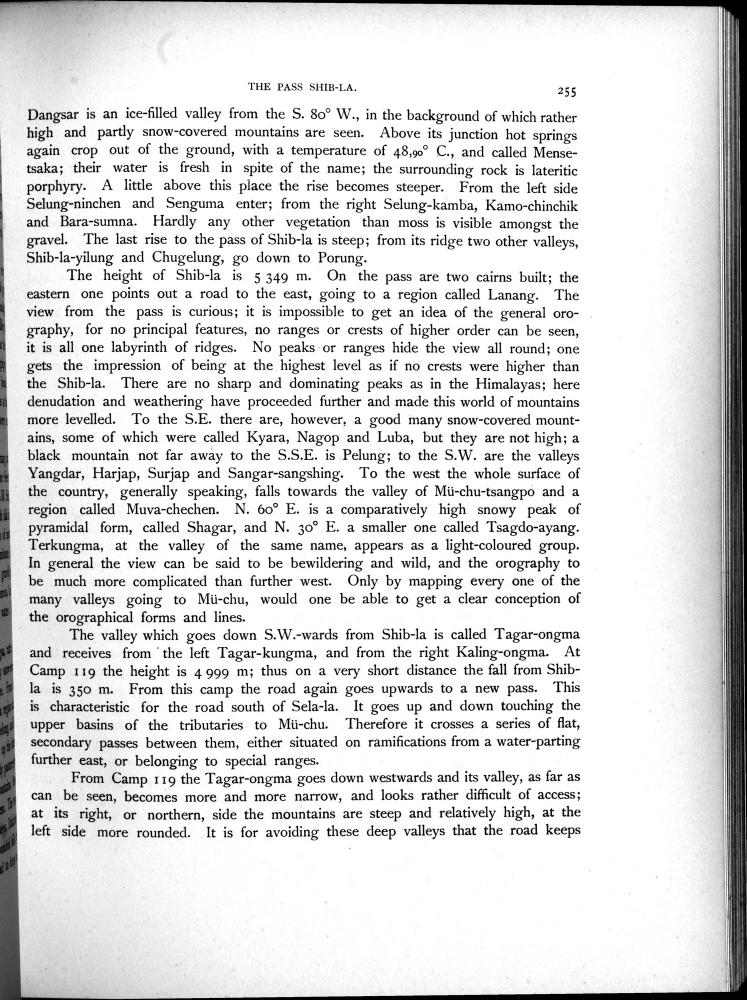 THE PASS SHIB-LA.
255
Dangsar is an ice-filled valley from the S. 80° W., in the background of which rather
high and partly snow-covered mountains are seen. Above its junction hot springs
again crop out of the ground, with a temperature of 48,90° C., and called Mense-
tsaka; their water is fresh in spite of the name; the surrounding rock is lateritic
porphyry. A little above this place the rise becomes steeper. From the left side
Selung-ninchen and Senguma enter; from the right Selung-kamba, Kamo-chinchik
and Bara-sumna. Hardly any other vegetation than moss is visible amongst the
gravel. The last rise to the pass of Shib-la is steep; from its ridge two other valleys,
Shib-la-yilung and Chugelung, go down to Porung.
The height of Shib-la is 5 349 m. On the pass are two cairns built; the
eastern one points out a road to the east, going to a region called Lanang. The
view from the pass is curious; it is impossible to get an idea of the general oro-
graphy, for no principal features, no ranges or crests of higher order can be seen,
it is all one labyrinth of ridges. No peaks or ranges hide the view all round; one
gets the impression of being at the highest level as if no crests were higher than
the Shib-la. There are no sharp and dominating peaks as in the Himalayas; here
denudation and weathering have proceeded further and made this world of mountains
more levelled. To the S.E. there are, however, a good many snow-covered mount-
ains, some of which were called Kyara, Nagop and Luba, but they are not high; a
black mountain not far away to the S.S.E. is Pelung; to the S.W. are the valleys
Yangdar, Harjap, Surjap and Sangar-sangshing. To the west the whole surface of
the country, generally speaking, falls towards the valley of Mü-chu-tsangpo and a
region called Muva-chechen. N. 60° E. is a comparatively high snowy peak of
pyramidal form, called Shagar, and N. 30° E. a smaller one called Tsagdo-ayang.
Terkungma, at the valley of the same name, appears as a light-coloured group.
In general the view can be said to be bewildering and wild, and the orography to
be much more complicated than further west. Only by mapping every one of the
many valleys going to Mü-chu, would one be able to get a clear conception of
the orographical forms and lines.
The valley which goes down S.W.-wards from Shib-la is called Tagar-ongma
and receives from the left Tagar-kungma, and from the right Kaling-ongma. At
Camp 119 the height is 4 999 m; thus on a very short distance the fall from Shib-
la is 350 m. From this camp the road again goes upwards to a new pass. This
is characteristic for the road south of Sela-la. It goes up and down touching the
upper basins of the tributaries to Mü-chu. Therefore it crosses a series of flat,
secondary passes between them, either situated on ramifications from a water-parting
further east, or belonging to special ranges.
From Camp 119 the Tagar-ongma goes down westwards and its valley, as far as
can be seen, becomes more and more narrow, and looks rather difficult of access;
at its right, or northern, side the mountains are steep and relatively high, at the
left side more rounded. It is for avoiding these deep valleys that the road keeps